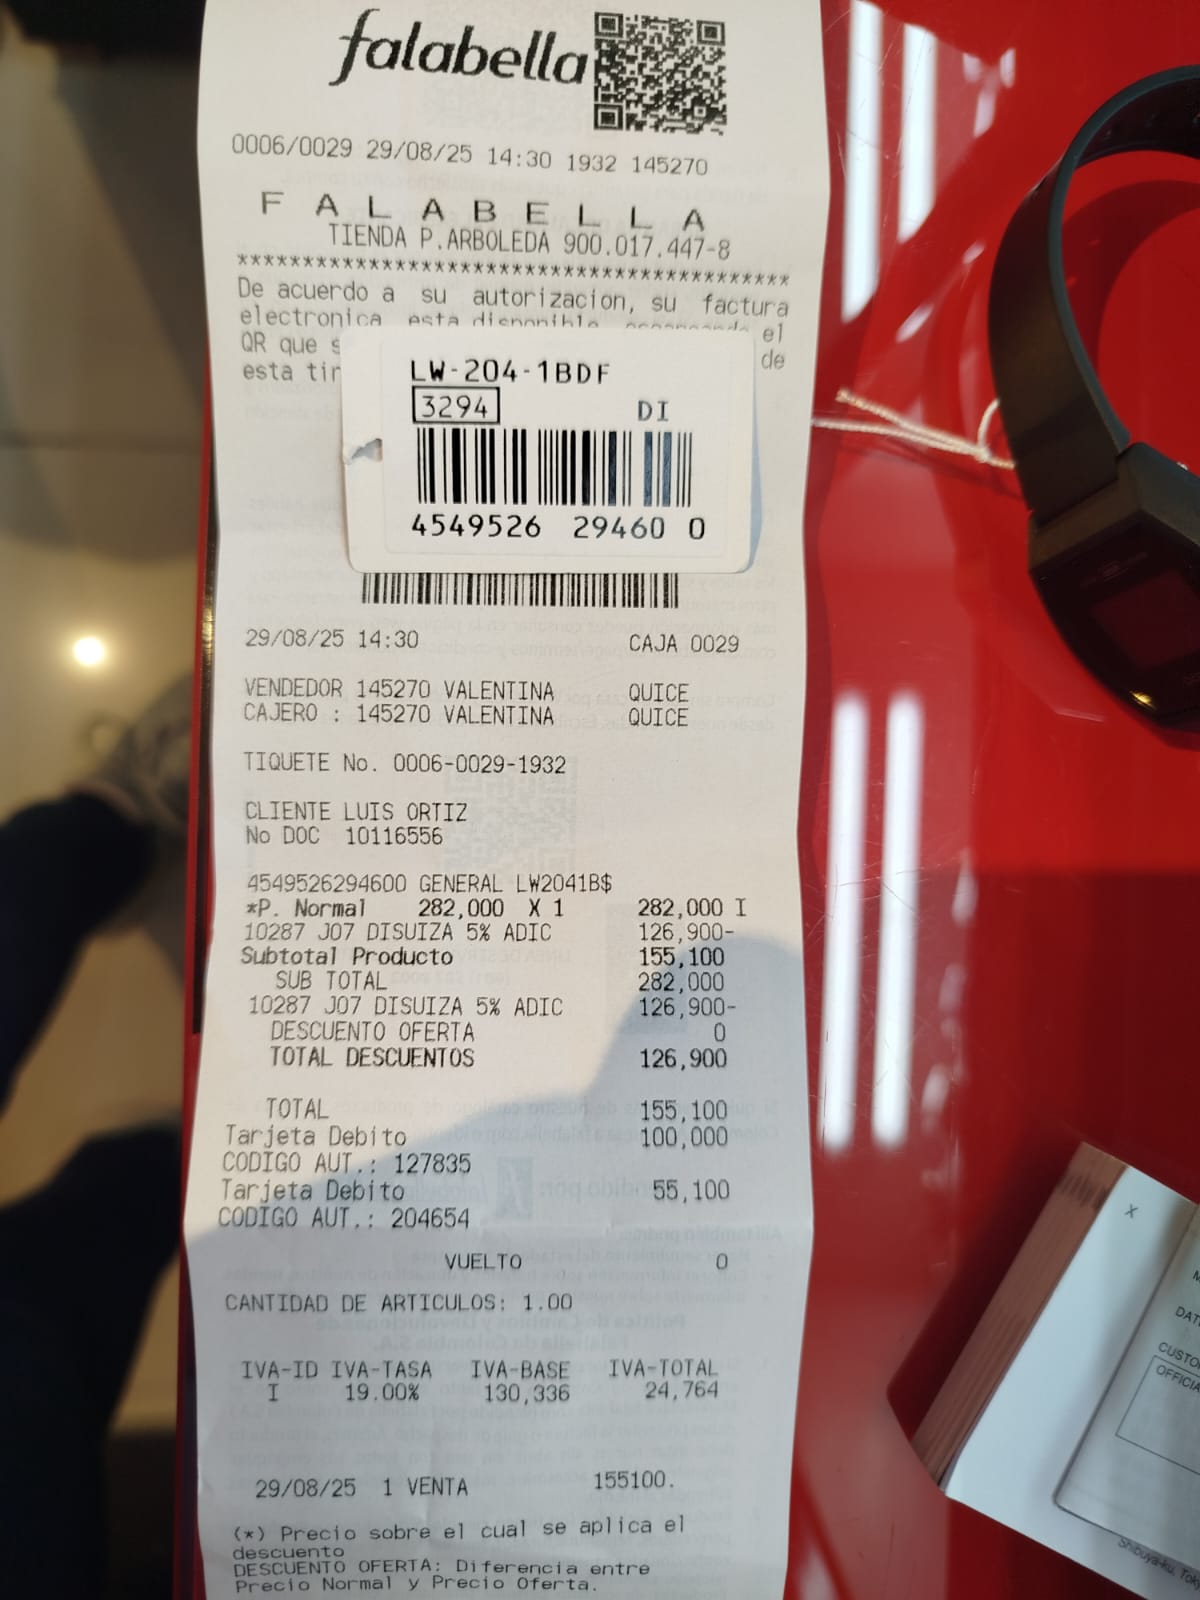 falabella
0006/0029 29/08/25 14:30 1932 145270
F A L A B E L L A
TIENDA P.ARBOLEDA 900.017.447-8
******************************************
De acuerdo a su autorizacion, su factura
electronica esta disponible el
QR que de
esta
LW-204-1BDF
3294 DI
4549526 29460 0
29/08/25 14:30 CAJA 0029
VENDEDOR 145270 VALENTINA QUICE
CAJERO : 145270 VALENTINA QUICE
TIQUETE No. 0006-0029-1932
CLIENTE LUIS ORTIZ
No DOC 10116556
4549526294600 GENERAL LW2041B$
*P. Normal 282,000 X 1 282,000 I
10287 J07 DISUIZA 5% ADIC 126,900-
Subtotal Producto 155,100
SUB TOTAL 282,000
10287 J07 DISUIZA 5% ADIC 126,900-
DESCUENTO OFERTA 0
TOTAL DESCUENTOS 126,900
TOTAL 155,100
Tarjeta Debito 100,000
CODIGO AUT.: 127835
Tarjeta Debito 55,100
CODIGO AUT.: 204654
VUELTO 0
CANTIDAD DE ARTICULOS: 1.00
IVA-ID IVA-TASA IVA-BASE IVA-TOTAL
I 19.00% 130,336 24,764
29/08/25 1 VENTA 155100.
(*) Precio sobre el cual se aplica el
descuento
DESCUENTO OFERTA: Diferencia entre
Precio Normal y Precio Oferta.
X
Shibuya-ku,